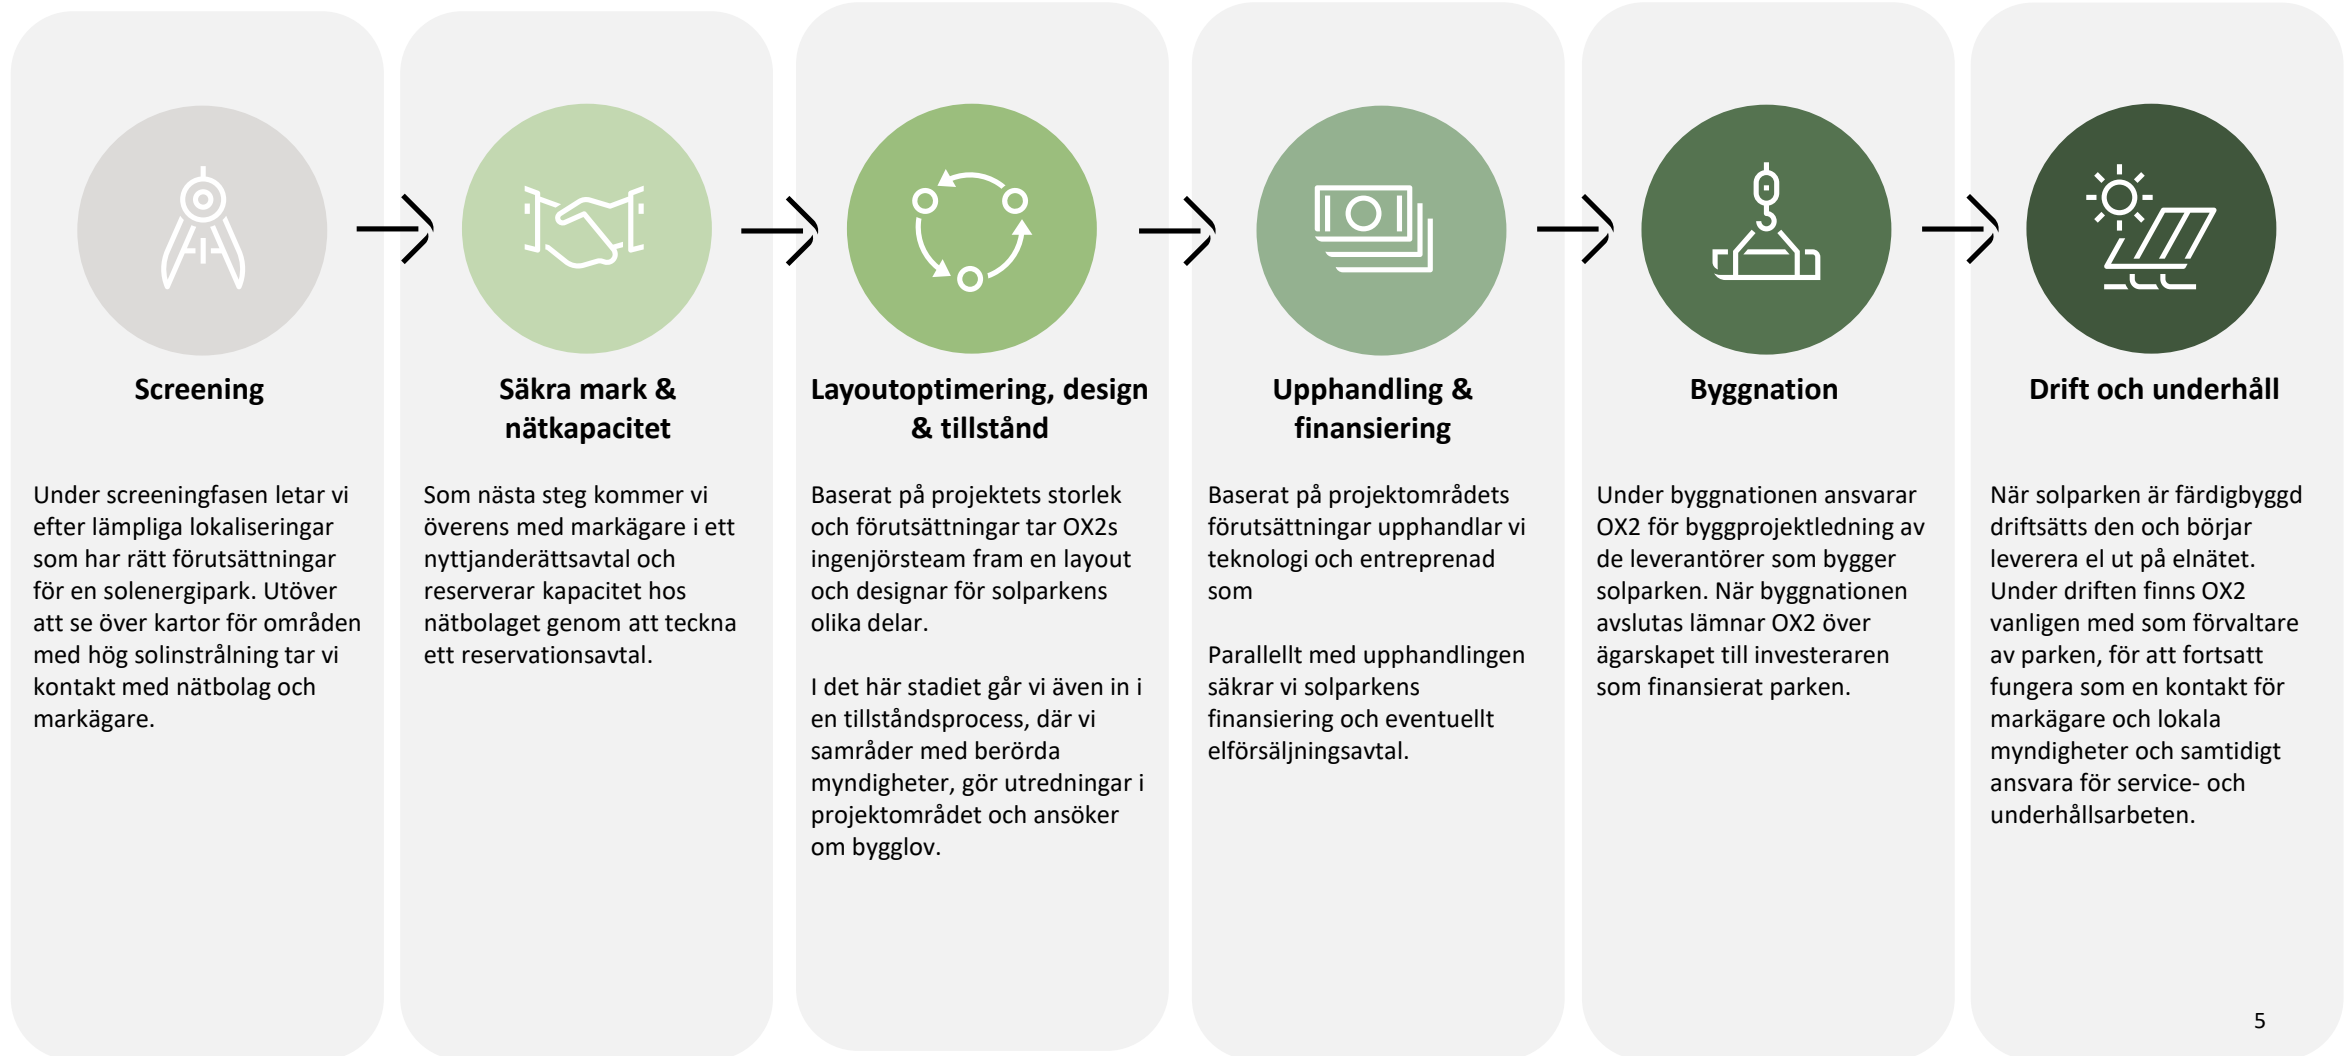 Screening
Under screeningfasen letar vi
efter lämpliga lokaliseringar
som har rätt förutsättningar
för en solenergipark. Utöver
att se över kartor för områden
med hög solinstrålning tar vi
kontakt med nätbolag och
markägare.
Säkra mark &
nätkapacitet
Som nästa steg kommer vi
överens med markägare i ett
nyttjanderättsavtal och
reserverar kapacitet hos
nätbolaget genom att teckna
ett reservationsavtal.
Layoutoptimering, design
& tillstånd
Baserat på projektets storlek
och förutsättningar tar OX2s
ingenjörsteam fram en layout
och designar för solparkens
olika delar.
I det här stadiet går vi även in i
en tillståndsprocess, där vi
samråder med berörda
myndigheter, gör utredningar i
projektområdet och ansöker
om bygglov.
Upphandling &
finansiering
Baserat på projektområdets
förutsättningar upphandlar vi
teknologi och entreprenad
som
Parallellt med upphandlingen
säkrar vi solparkens
finansiering och eventuellt
elförsäljningsavtal.
Byggnation
Under byggnationen ansvarar
OX2 för byggprojektledning av
de leverantörer som bygger
solparken. När byggnationen
avslutas lämnar OX2 över
ägarskapet till investeraren
som finansierat parken.
Drift och underhåll
När solparken är färdigbyggd
driftsätts den och börjar
leverera el ut på elnätet.
Under driften finns OX2
vanligen med som förvaltare
av parken, för att fortsatt
fungera som en kontakt för
markägare och lokala
myndigheter och samtidigt
ansvara för service- och
underhållsarbeten.
5